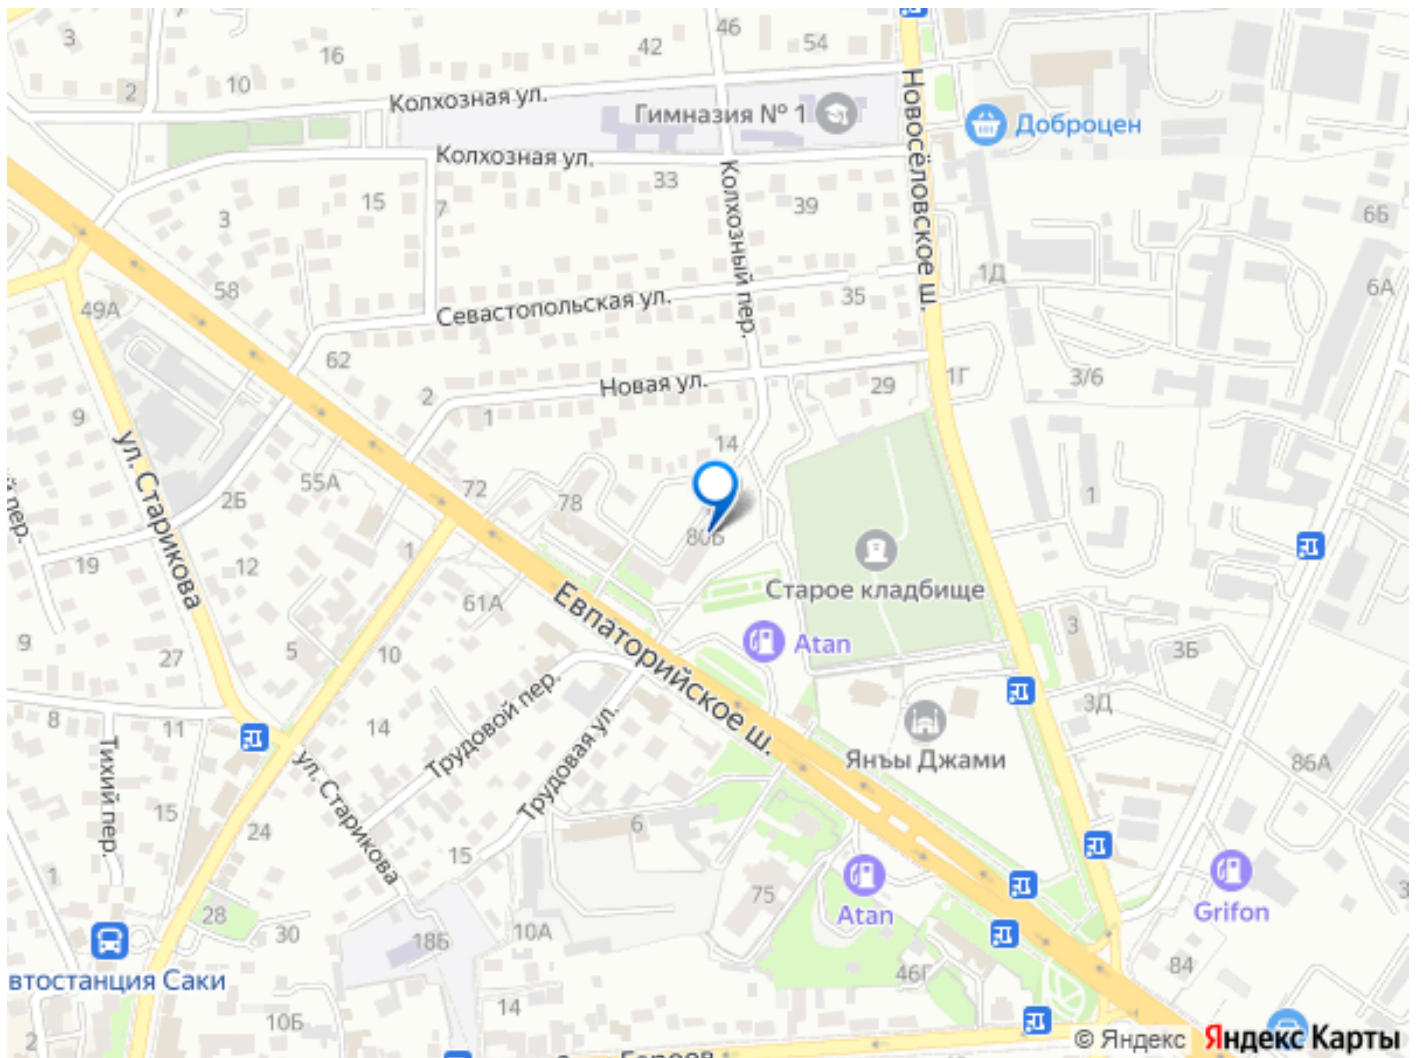 46
54
3
42
16
10
2
Колхозная ул.
Гимназия № 1
Доброцен
Новосёловское ш.
Колхозная ул.
33
Колхозный пер.
39
15
7
3
6Б
6А
1Д
58
49А
Севастопольская ул.
35
62
Новая ул.
29
1Г
3/6
2
1
9
14
ул. Старикова
55А
72
78
2Б
1
80Б
пер.
1
19
12
Старое кладбище
61А
Евпаторийское ш.
9
27
5
10
Atan
3
3Б
3Д
8
11
14
Трудовой пер.
Трудовая ул.
Янъы Джами
86А
Тихий пер.
ул. Старикова
15
24
6
15
75
Atan
Grifon
1
28
30
18Б
10А
46Г
84
втостанция Саки
14
10Б
2
© Яндекс Яндекс Карты